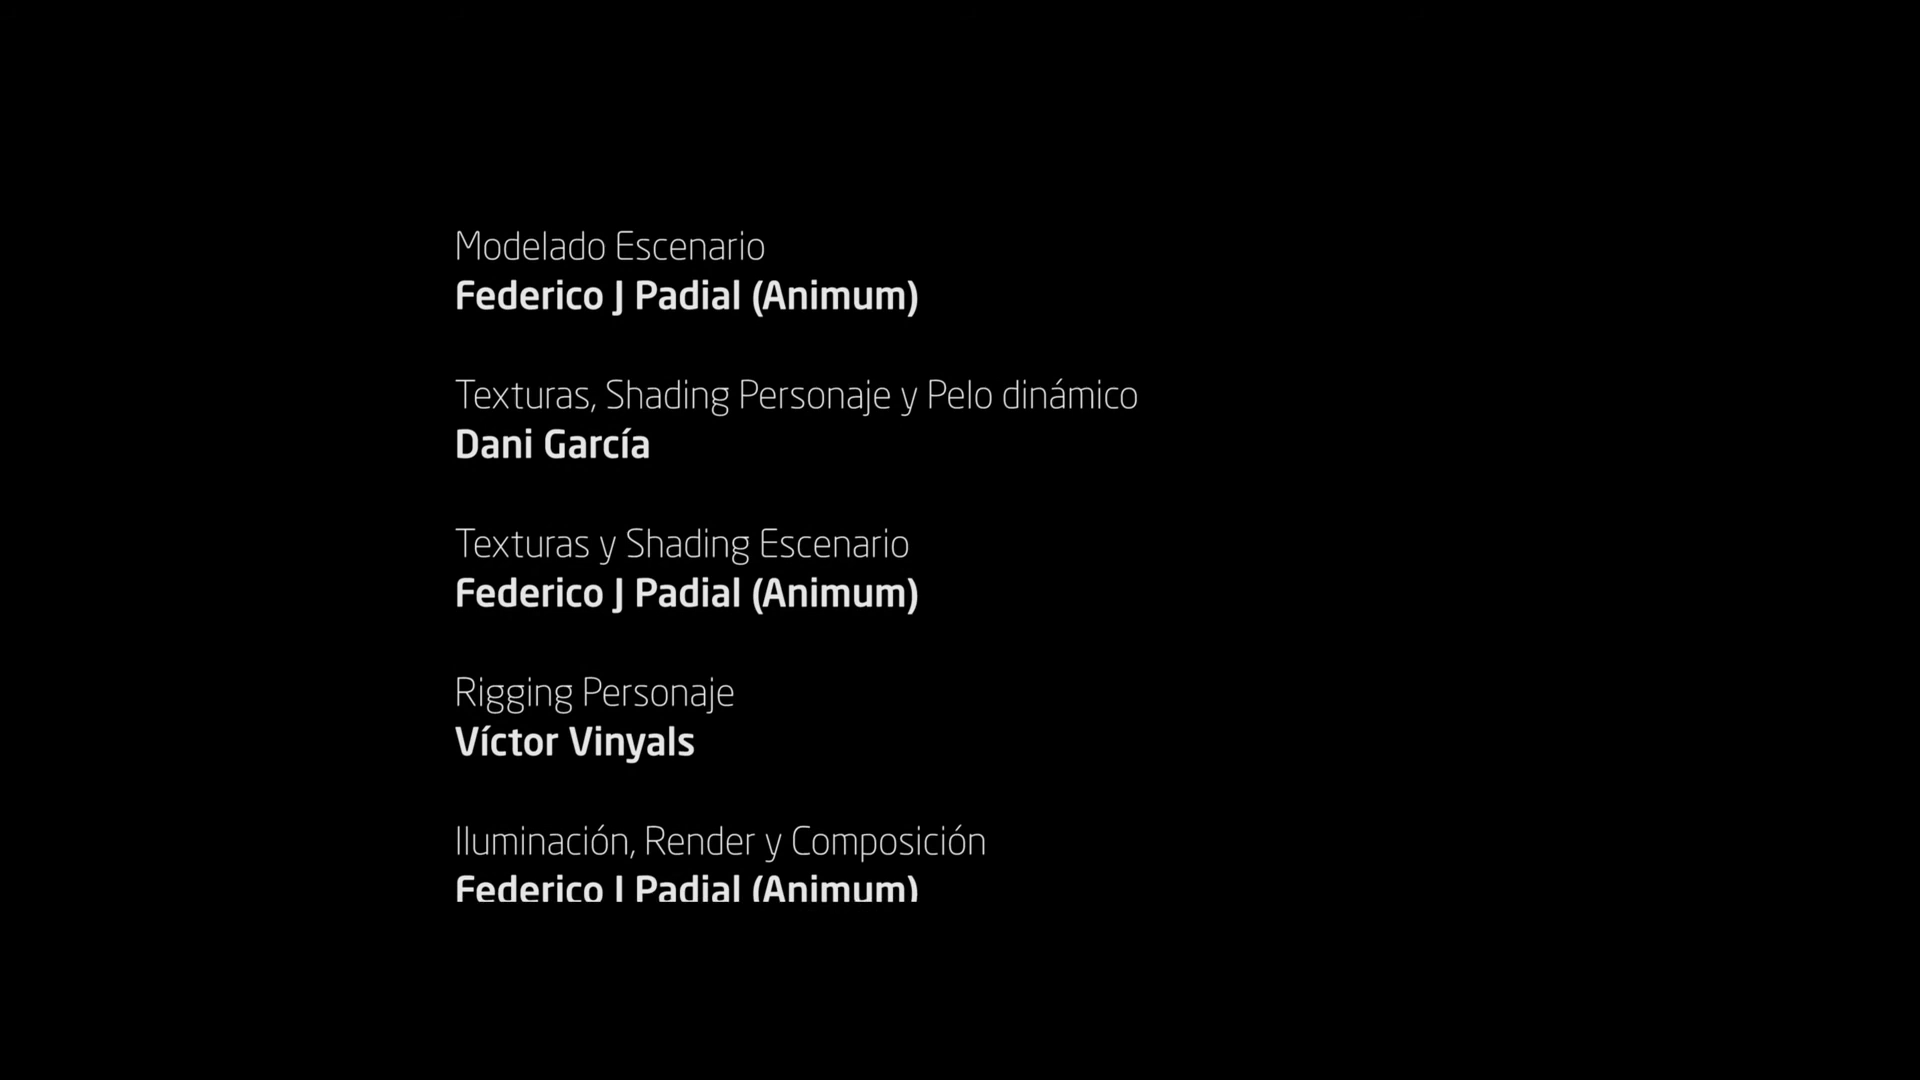 Modelado Escenario
Federico J Padial (Animum)
Texturas, Shading Personaje y Pelo dinámico
Dani García
Texturas y Shading Escenario
Federico J Padial (Animum)
Rigging Personaje
Víctor Vinyals
Iluminación, Render y Composición
Federico J Padial (Animum)